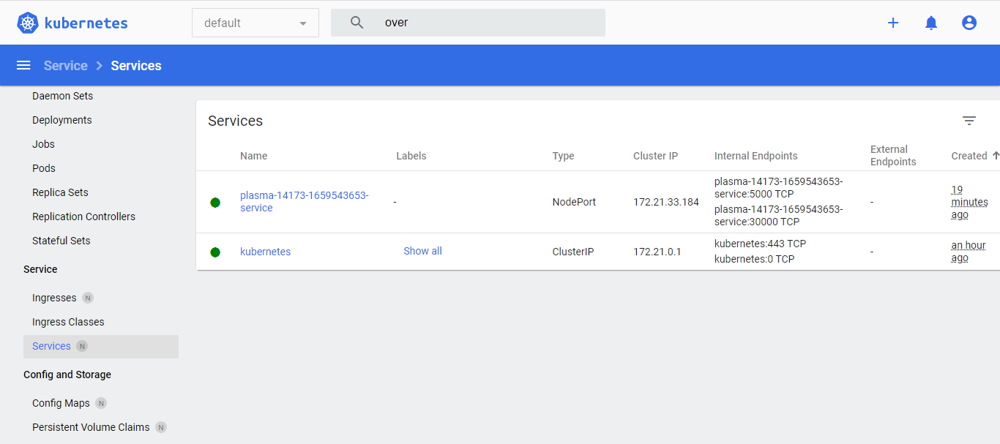 kubernetes
default
over
Service > Services
Daemon Sets
Deployments
Jobs
Pods
Replica Sets
Replication Controllers
Stateful Sets
Service
Ingresses N
Ingress Classes
Services N
Config and Storage
Config Maps N
Persistent Volume Claims N
Services
Name Labels Type Cluster IP Internal Endpoints External
Endpoints Created
plasma-14173-1659543653-
service
-
NodePort
172.21.33.184
plasma-14173-1659543653-
service:5000 TCP
plasma-14173-1659543653-
service:30000 TCP
-
19
minutes
ago
kubernetes
Show all
ClusterIP
172.21.0.1
kubernetes:443 TCP
kubernetes:0 TCP
-
an hour
ago